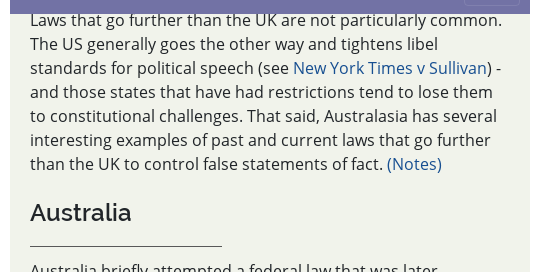 Laws that go further than the UK are not particularly common.
The US generally goes the other way and tightens libel
standards for political speech (see New York Times v Sullivan) -
and those states that have had restrictions tend to lose them
to constitutional challenges. That said, Australasia has several
interesting examples of past and current laws that go further
than the UK to control false statements of fact. (Notes)
Australia
Australia briefly attempted a federal law that was later